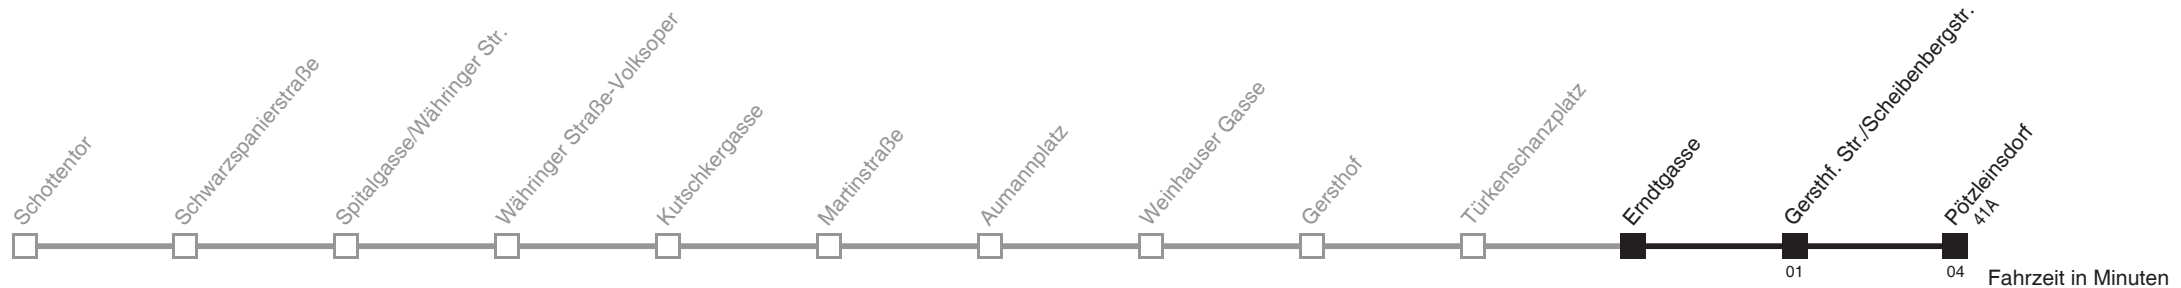 Schottentor
Schwarzspanierstraße
Spitalgasse/Währinger Str.
Währinger Straße-Volksoper
Kutschkergasse
Martinstraße
Aumannplatz
Weinhauser Gasse
Gersthof
Türkenschanzplatz
Erndtgasse
Gersthf. Str./Scheibenbergstr.
Pötzleinsdorf
41A
01
04
Fahrzeit in Minuten